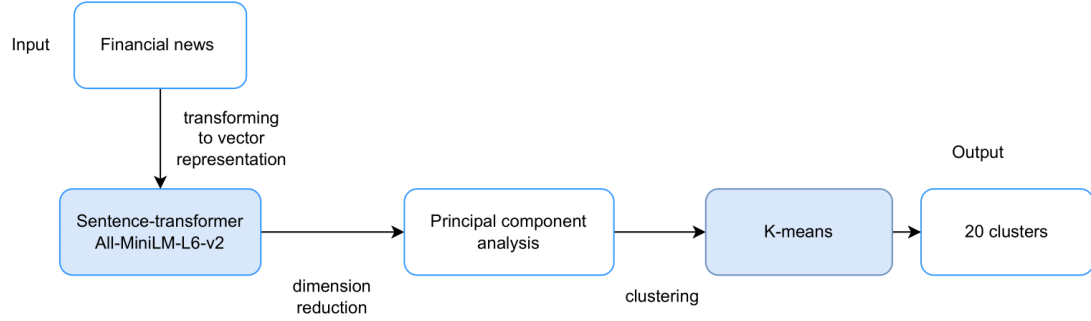 Input
Financial news
transforming
to vector
representation
Output
Sentence-transformer
All-MiniLM-L6-v2
Principal component
analysis
K-means
20 clusters
dimension
reduction
clustering